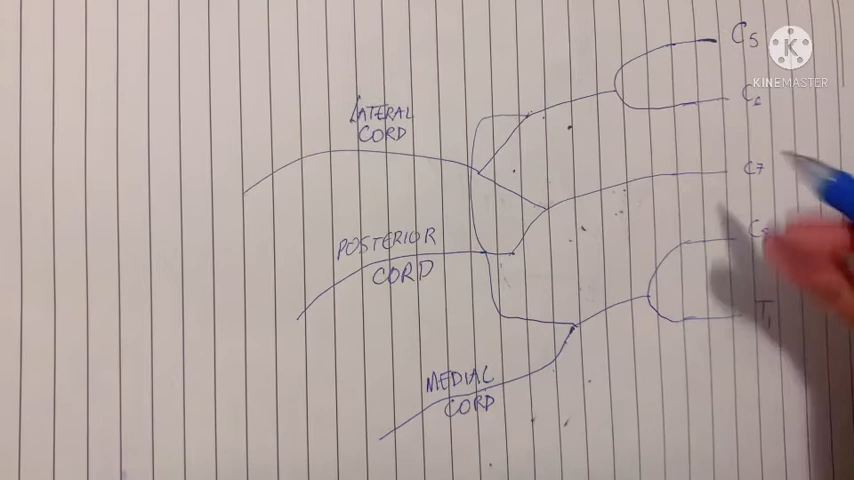 C5
KINEMASTER
C6
LATERAL
CORD
C7
POSTERIOR
CORD
T1
MEDIAL
CORD